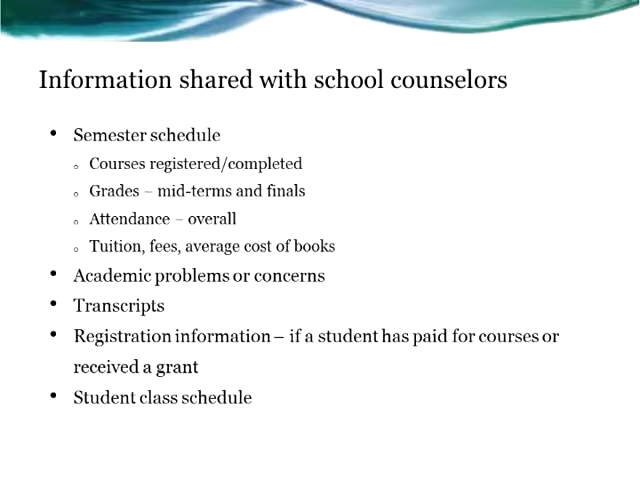 Information shared with school counselors
• Semester schedule
o Courses registered/completed
o Grades – mid-terms and finals
o Attendance – overall
o Tuition, fees, average cost of books
• Academic problems or concerns
• Transcripts
• Registration information – if a student has paid for courses or
received a grant
• Student class schedule